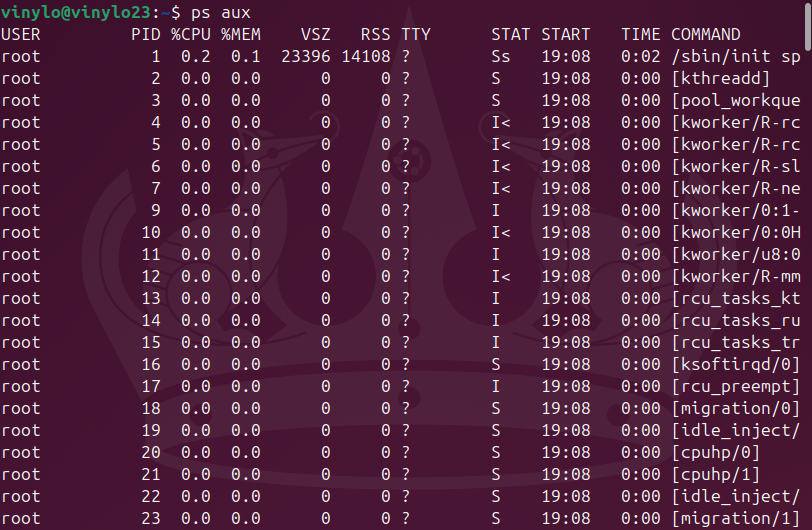 vinylo@vinylo23:~$ ps aux
USER         PID %CPU %MEM    VSZ   RSS TTY      STAT START   TIME COMMAND
root           1  0.2  0.1  23396 14108 ?        Ss   19:08   0:02 /sbin/init sp
root           2  0.0  0.0      0     0 ?        S    19:08   0:00 [kthreadd]
root           3  0.0  0.0      0     0 ?        S    19:08   0:00 [pool_workque
root           4  0.0  0.0      0     0 ?        I<   19:08   0:00 [kworker/R-rc
root           5  0.0  0.0      0     0 ?        I<   19:08   0:00 [kworker/R-rc
root           6  0.0  0.0      0     0 ?        I<   19:08   0:00 [kworker/R-sl
root           7  0.0  0.0      0     0 ?        I<   19:08   0:00 [kworker/R-ne
root           9  0.0  0.0      0     0 ?        I    19:08   0:00 [kworker/0:1-
root          10  0.0  0.0      0     0 ?        I<   19:08   0:00 [kworker/0:0H
root          11  0.0  0.0      0     0 ?        I    19:08   0:00 [kworker/u8:0
root          12  0.0  0.0      0     0 ?        I<   19:08   0:00 [kworker/R-mm
root          13  0.0  0.0      0     0 ?        I    19:08   0:00 [rcu_tasks_kt
root          14  0.0  0.0      0     0 ?        I    19:08   0:00 [rcu_tasks_ru
root          15  0.0  0.0      0     0 ?        I    19:08   0:00 [rcu_tasks_tr
root          16  0.0  0.0      0     0 ?        S    19:08   0:00 [ksoftirqd/0]
root          17  0.0  0.0      0     0 ?        I    19:08   0:00 [rcu_preempt]
root          18  0.0  0.0      0     0 ?        S    19:08   0:00 [migration/0]
root          19  0.0  0.0      0     0 ?        S    19:08   0:00 [idle_inject/
root          20  0.0  0.0      0     0 ?        S    19:08   0:00 [cpuhp/0]
root          21  0.0  0.0      0     0 ?        S    19:08   0:00 [cpuhp/1]
root          22  0.0  0.0      0     0 ?        S    19:08   0:00 [idle_inject/
root          23  0.0  0.0      0     0 ?        S    19:08   0:00 [migration/1]